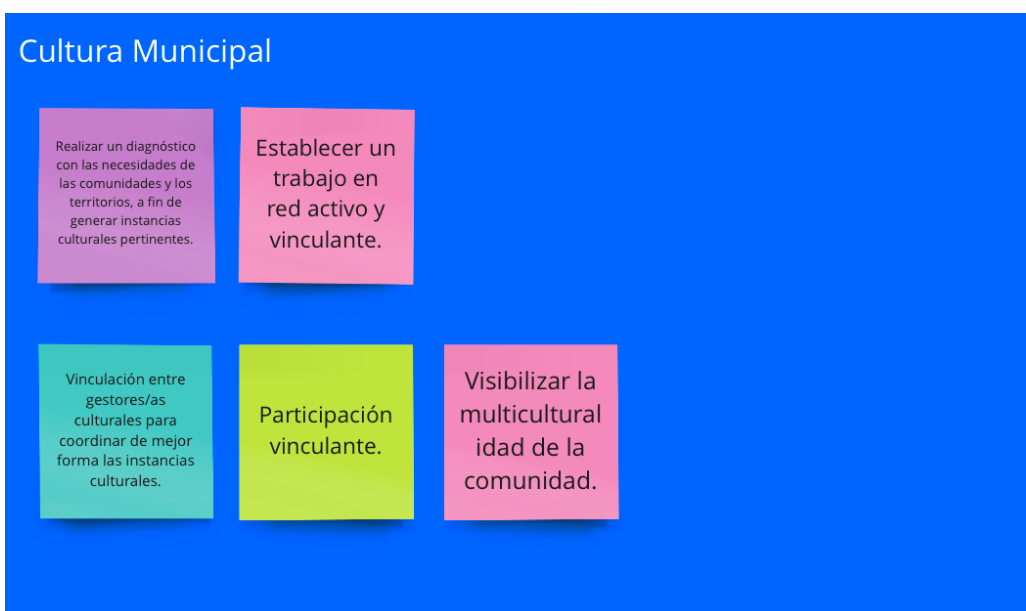 Cultura Municipal
Realizar un diagnóstico
con las necesidades de
las comunidades y los
territorios, a fin de
generar instancias
culturales pertinentes.
Establecer un
trabajo en
red activo y
vinculante.
Vinculación entre
gestores/as
culturales para
coordinar de mejor
forma las instancias
culturales.
Participación
vinculante.
Visibilizar la
multicultural
idad de la
comunidad.